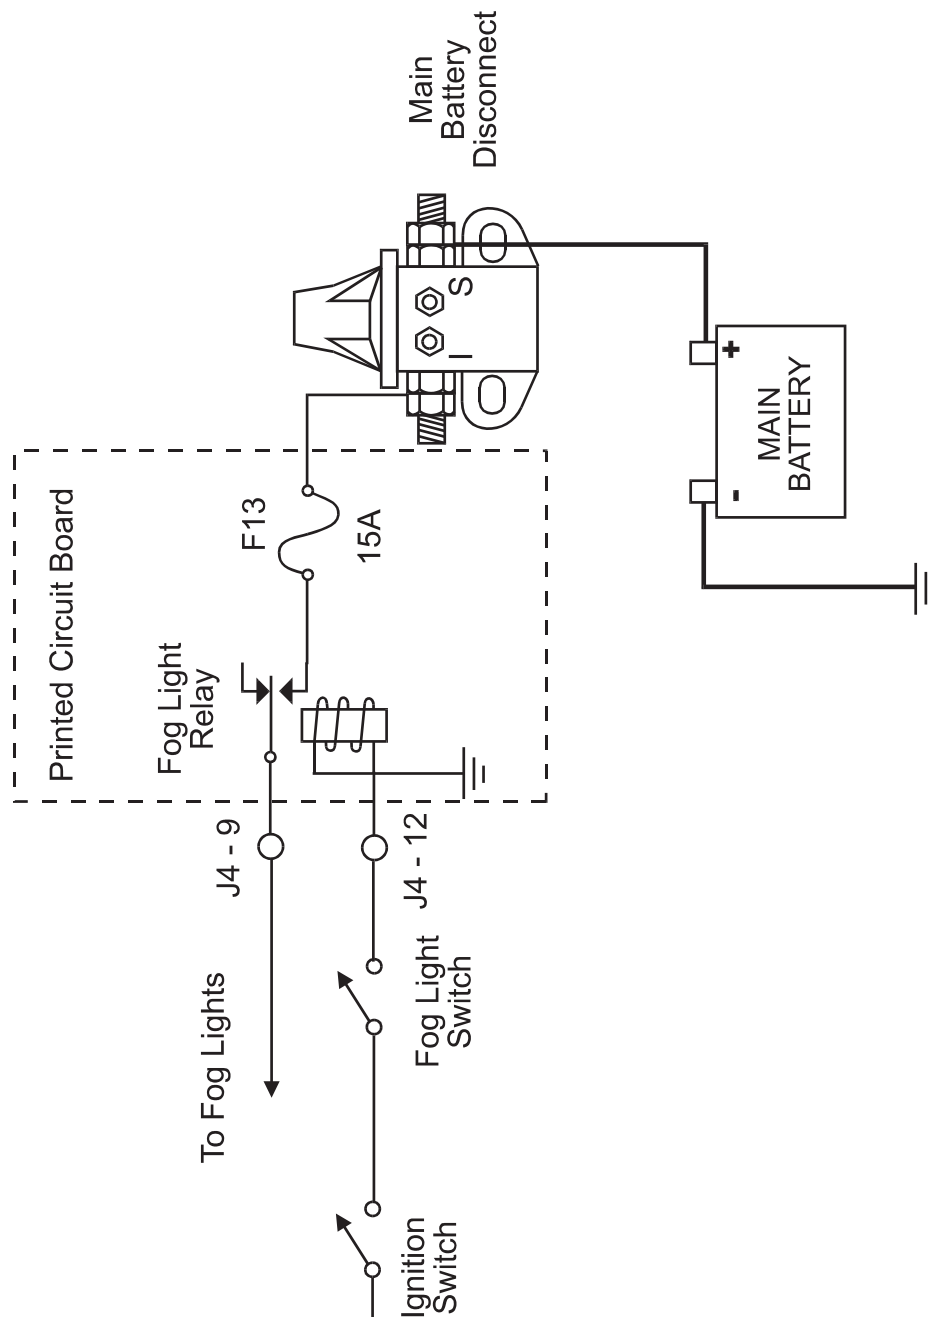 Printed Circuit Board
Fog Light
Relay
F13
15A
Main
Battery
Disconnect
I
S
+
-
MAIN
BATTERY
J4 - 9
J4 - 12
To Fog Lights
Fog Light
Switch
Ignition
Switch